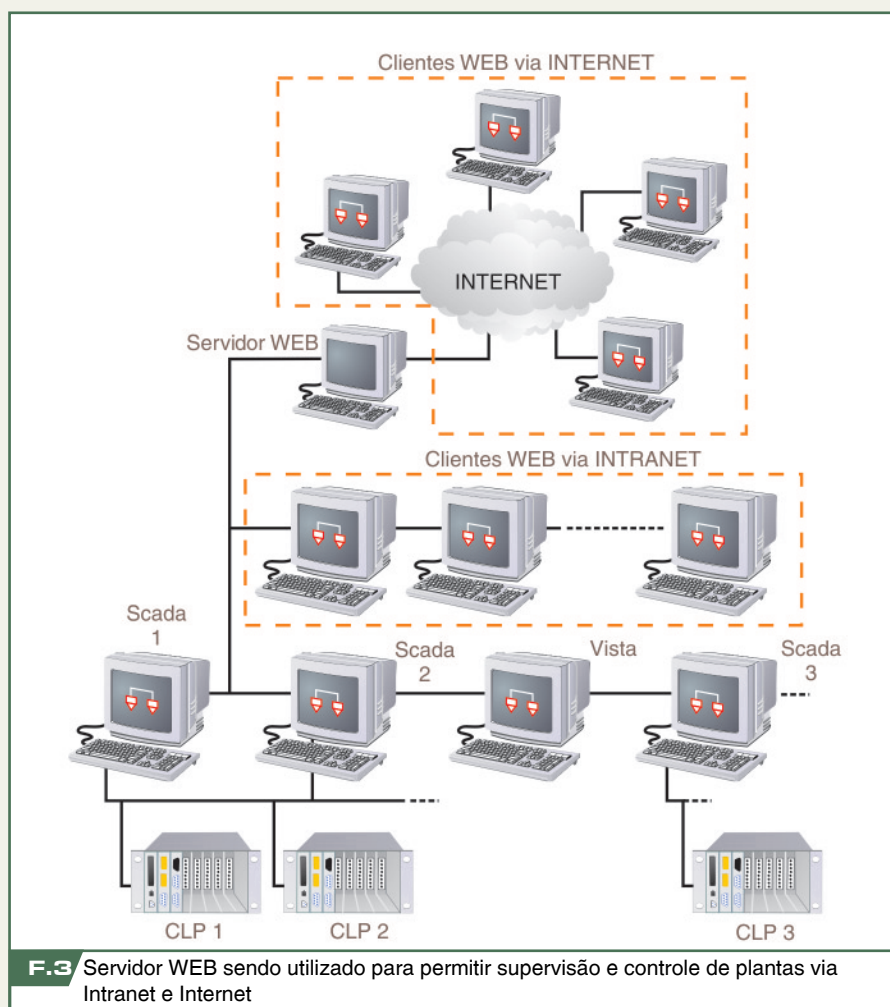 Clientes WEB via INTERNET
INTERNET
Servidor WEB
Clientes WEB via INTRANET
Scada
1
Scada
2
Vista
Scada
3
CLP 1
CLP 2
CLP 3
F.3 Servidor WEB sendo utilizado para permitir supervisão e controle de plantas via
Intranet e Internet